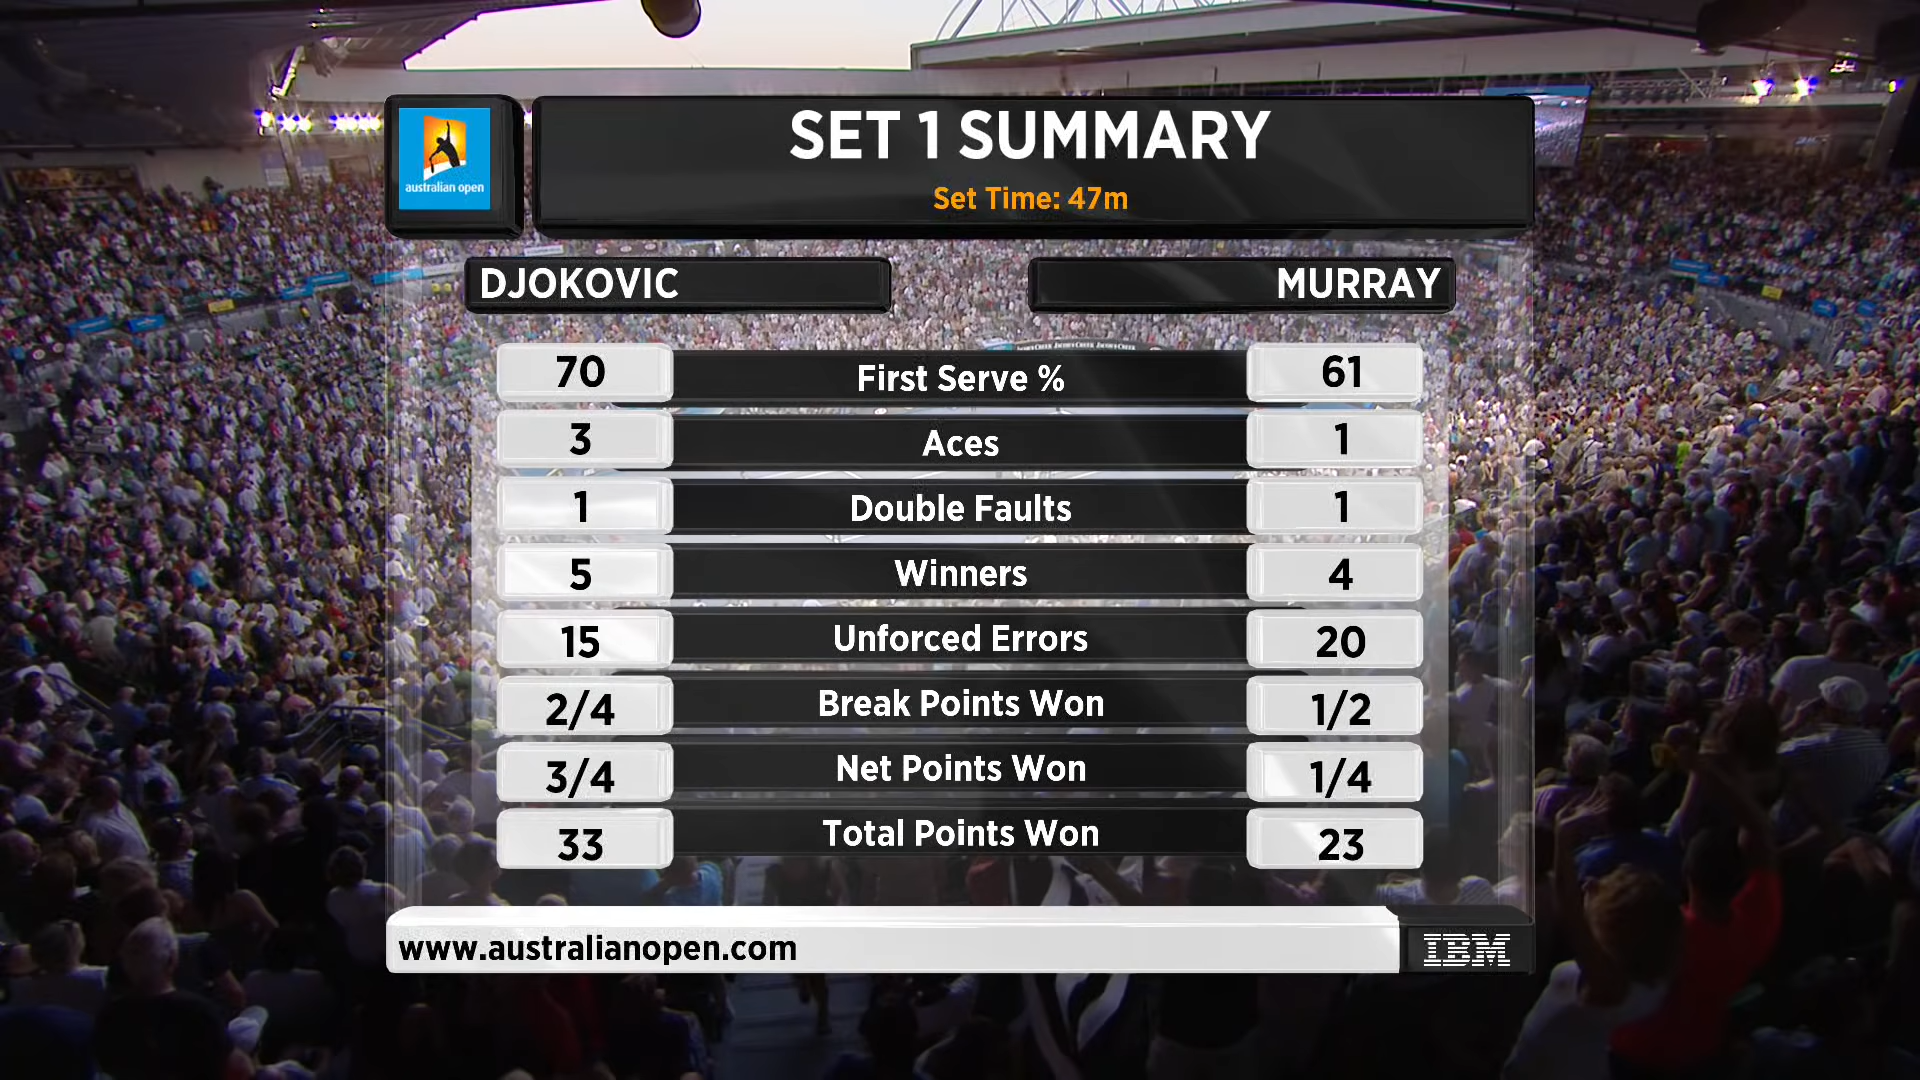 australian open
SET 1 SUMMARY
Set Time: 47m
DJOKOVIC MURRAY
70 First Serve % 61
3 Aces 1
1 Double Faults 1
5 Winners 4
15 Unforced Errors 20
2/4 Break Points Won 1/2
3/4 Net Points Won 1/4
33 Total Points Won 23
www.australianopen.com IBM